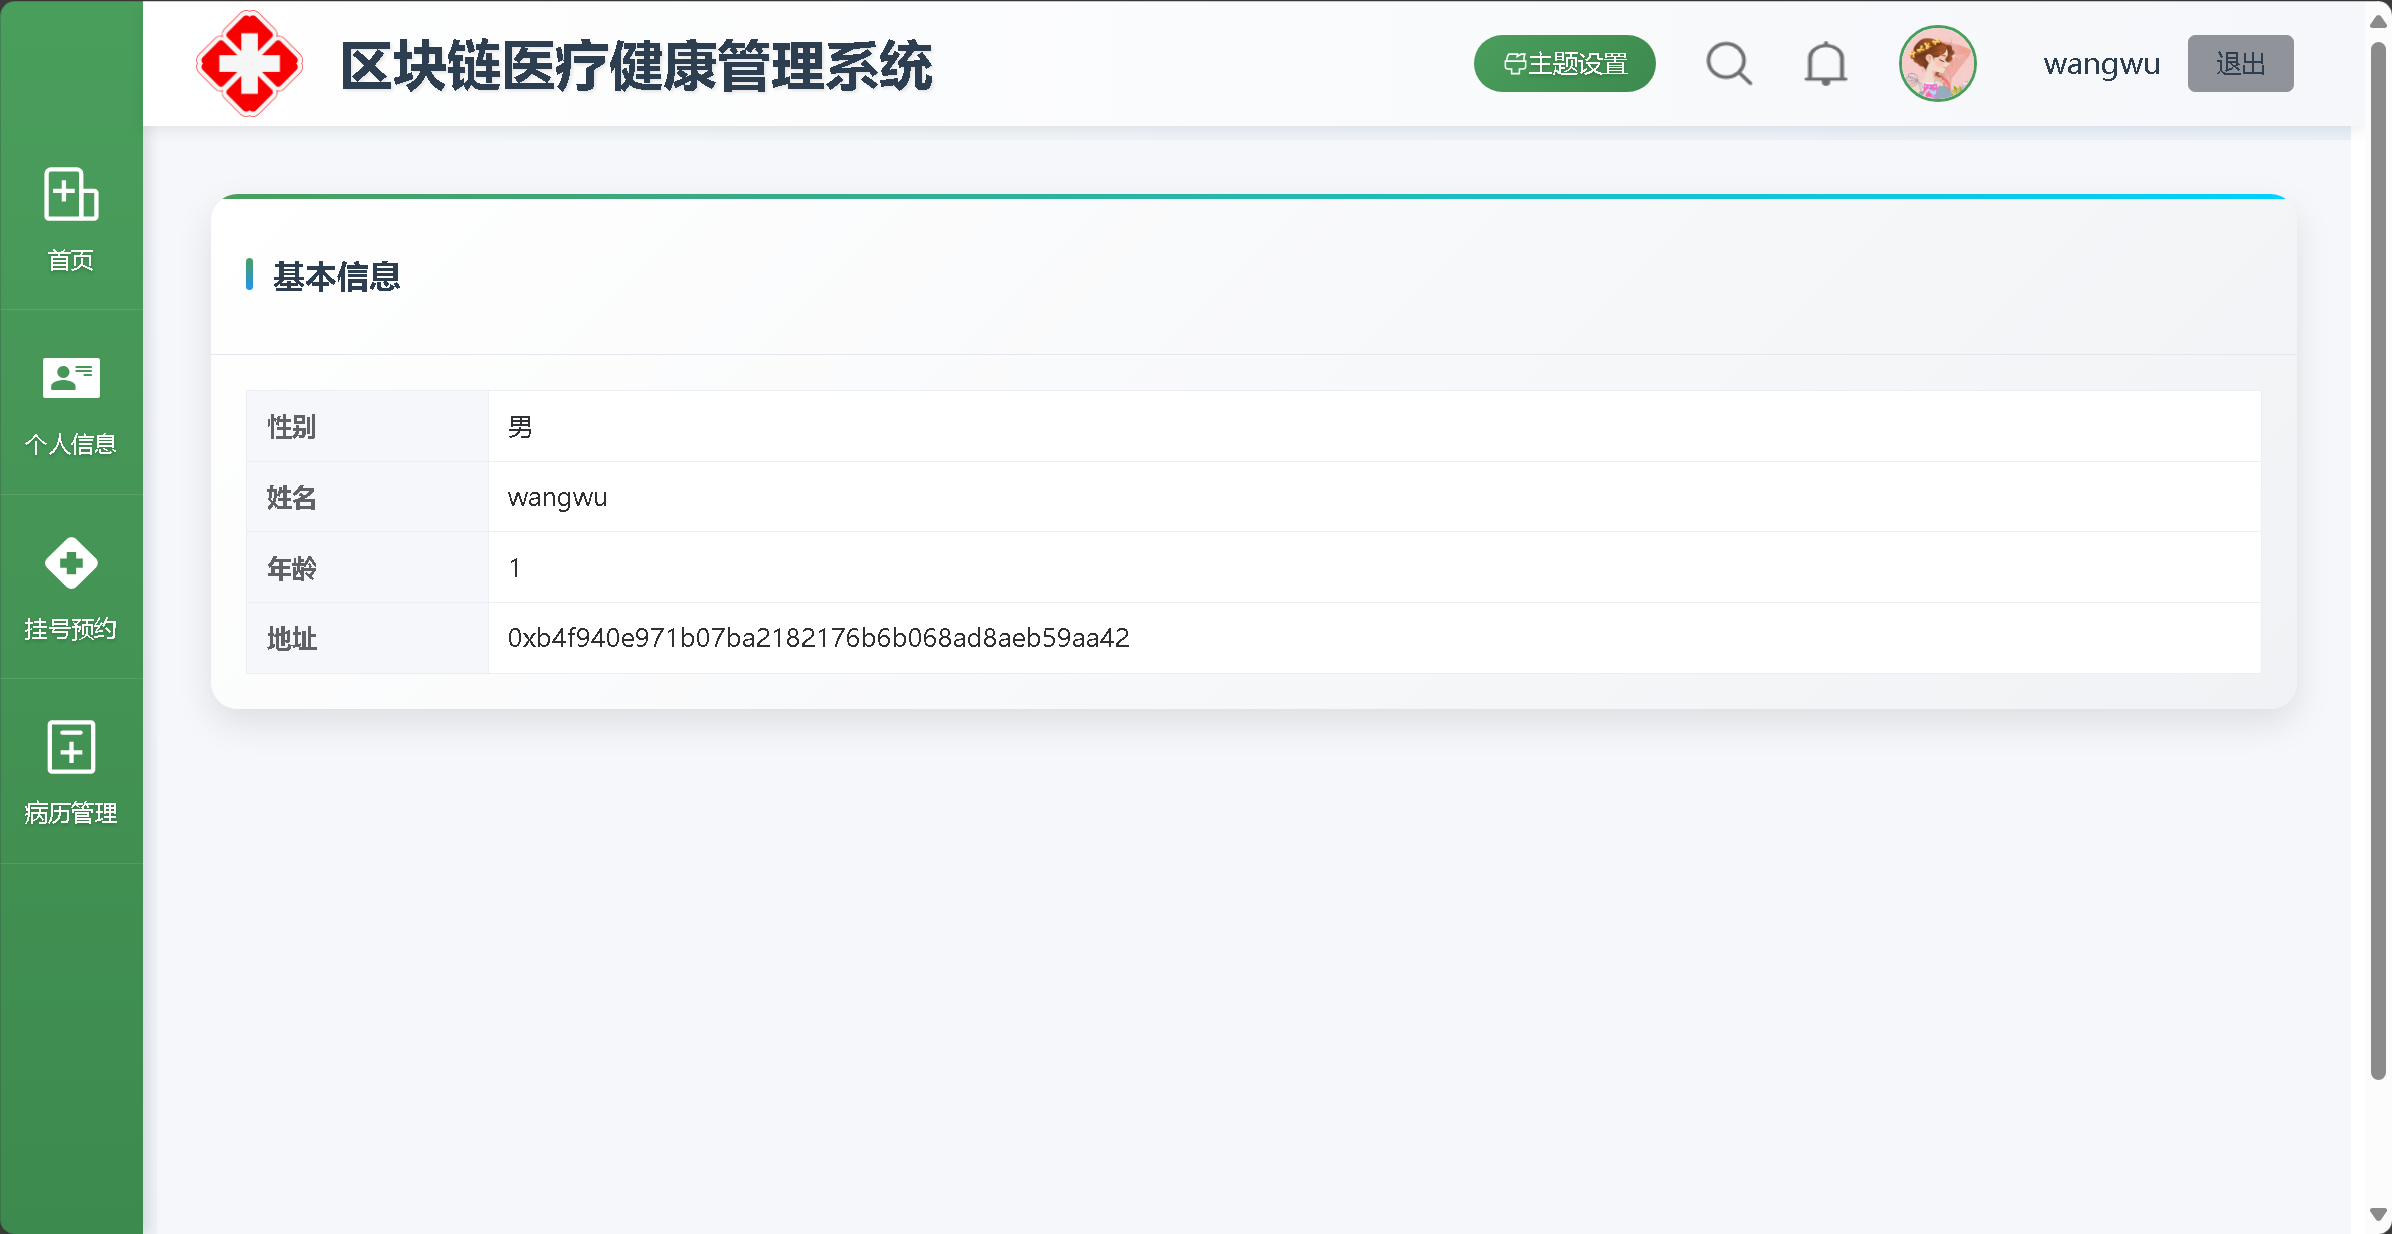 区块链医疗健康管理系统
主题设置
wangwu
退出
首页
个人信息
挂号预约
病历管理
基本信息
性别 男
姓名 wangwu
年龄 1
地址 0xb4f940e971b07ba2182176b6b068ad8aeb59aa42